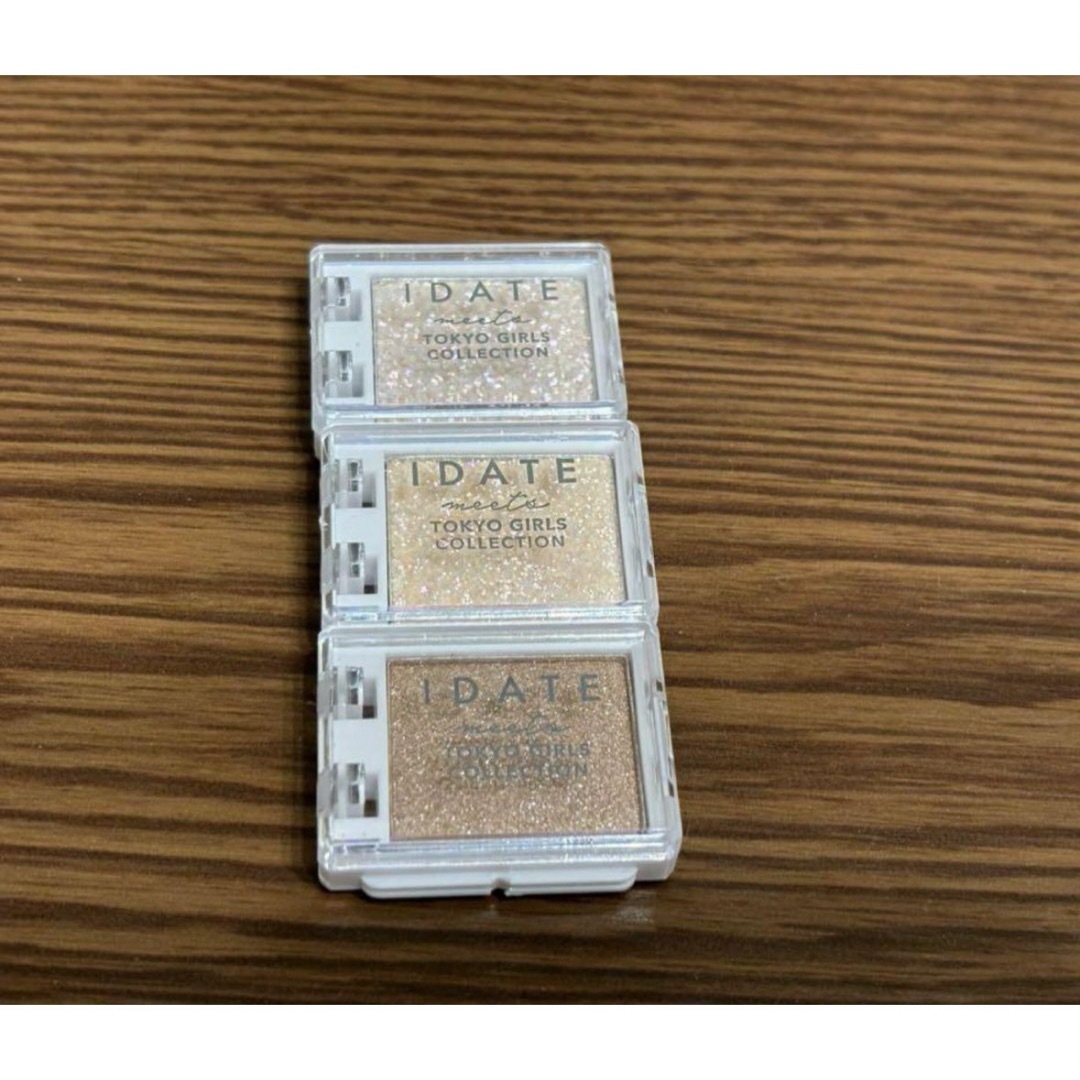 IDATE
meets
TOKYO GIRLS
COLLECTION
IDATE
meets
TOKYO GIRLS
COLLECTION
IDATE
meets
TOKYO GIRLS
COLLECTION